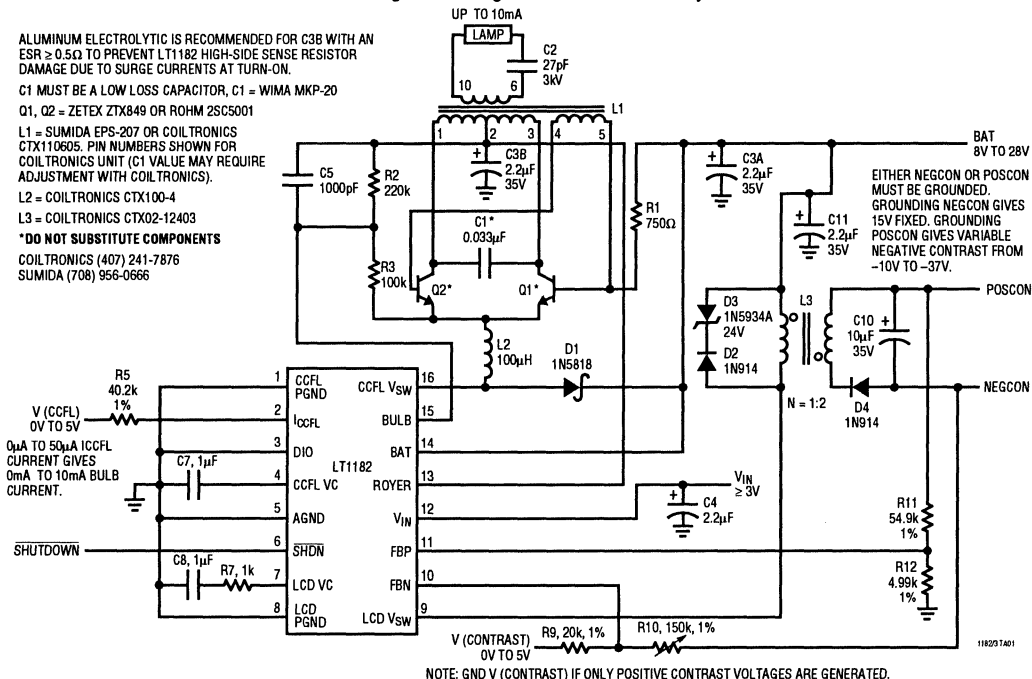 UP TO 10mA
LAMP
C2
27pF
3kV
10
6
L1
1
2
3
4
5
ALUMINUM ELECTROLYTIC IS RECOMMENDED FOR C3B WITH AN
ESR ≥ 0.5Ω TO PREVENT LT1182 HIGH-SIDE SENSE RESISTOR
DAMAGE DUE TO SURGE CURRENTS AT TURN-ON.
C1 MUST BE A LOW LOSS CAPACITOR, C1 = WIMA MKP-20
Q1, Q2 = ZETEX ZTX849 OR ROHM 2SC5001
L1 = SUMIDA EPS-207 OR COILTRONICS
CTX110605. PIN NUMBERS SHOWN FOR
COILTRONICS UNIT (C1 VALUE MAY REQUIRE
ADJUSTMENT WITH COILTRONICS).
L2 = COILTRONICS CTX100-4
L3 = COILTRONICS CTX02-12403
*DO NOT SUBSTITUTE COMPONENTS
COILTRONICS (407) 241-7876
SUMIDA (708) 956-0666
C5
1000pF
R2
220k
+
C3B
2.2µF
35V
C1*
0.033µF
R3
100k
Q2*
Q1*
R1
750Ω
+
C3A
2.2µF
35V
BAT
8V TO 28V
+
C11
2.2µF
35V
EITHER NEGCON OR POSCON
MUST BE GROUNDED.
GROUNDING NEGCON GIVES
15V FIXED. GROUNDING
POSCON GIVES VARIABLE
NEGATIVE CONTRAST FROM
–10V TO –37V.
POSCON
D3
1N5934A
24V
D2
1N914
L3
N = 1:2
C10
10µF
35V
+
NEGCON
D4
1N914
L2
100µH
D1
1N5818
R5
40.2k
1%
V (CCFL)
0V TO 5V
0µA TO 50µA ICCFL
CURRENT GIVES
0mA TO 10mA BULB
CURRENT.
C7, 1µF
SHUTDOWN
C8, 1µF
R7, 1k
LT1182
1
CCFL
PGND
2
ICCFL
3
DIO
4
CCFL VC
5
AGND
6
SHDN
7
LCD VC
8
LCD
PGND
CCFL VSW
16
BULB
15
BAT
14
ROYER
13
VIN
12
FBP
11
FBN
10
LCD VSW
9
+
C4
2.2µF
VIN
≥ 3V
R11
54.9k
1%
R12
4.99k
1%
V (CONTRAST)
0V TO 5V
R9, 20k, 1%
R10, 150k, 1%
1182/3 TA01
NOTE: GND V (CONTRAST) IF ONLY POSITIVE CONTRAST VOLTAGES ARE GENERATED.